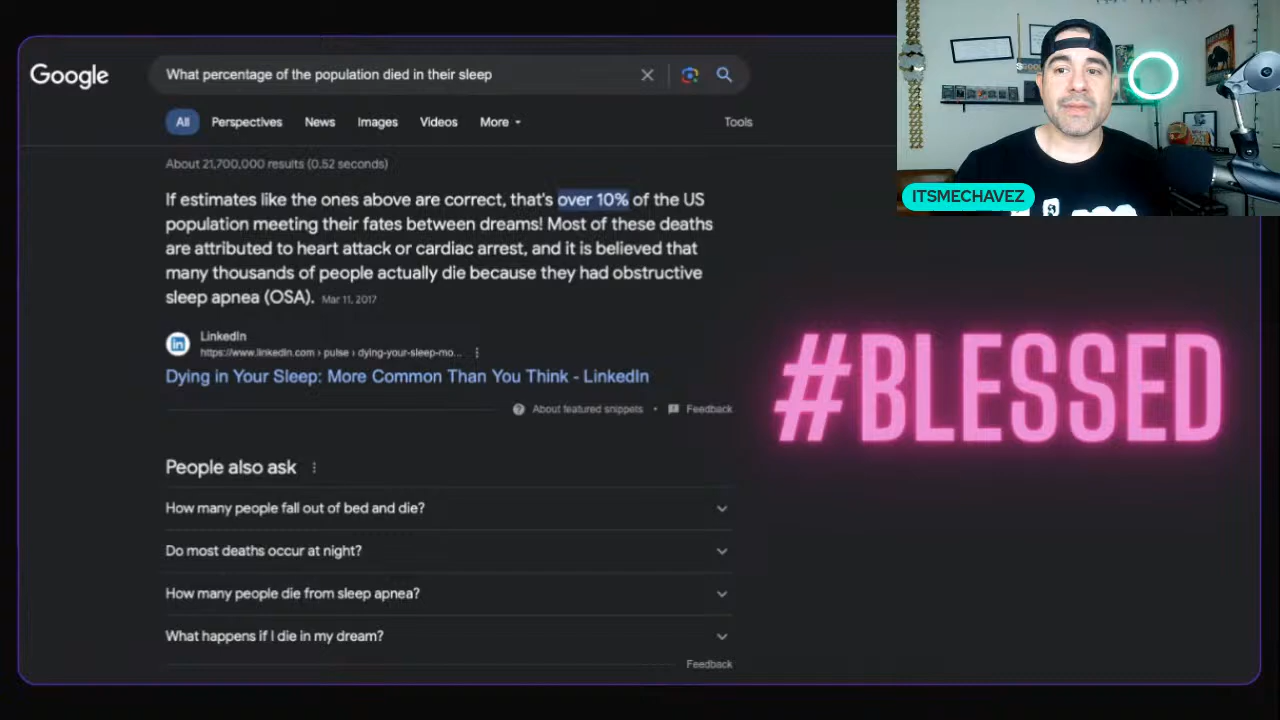 Google
What percentage of the population died in their sleep
All Perspectives News Images Videos More Tools
About 21,700,000 results (0.52 seconds)
If estimates like the ones above are correct, that's over 10% of the US
population meeting their fates between dreams! Most of these deaths
are attributed to heart attack or cardiac arrest, and it is believed that
many thousands of people actually die because they had obstructive
sleep apnea (OSA). Mar 11, 2017
LinkedIn
https://www.linkedin.com › pulse › dying-your-sleep-mo...
Dying in Your Sleep: More Common Than You Think - LinkedIn
About featured snippets • Feedback
People also ask
How many people fall out of bed and die?
Do most deaths occur at night?
How many people die from sleep apnea?
What happens if I die in my dream?
Feedback
ITSMECHAVEZ
#BLESSED